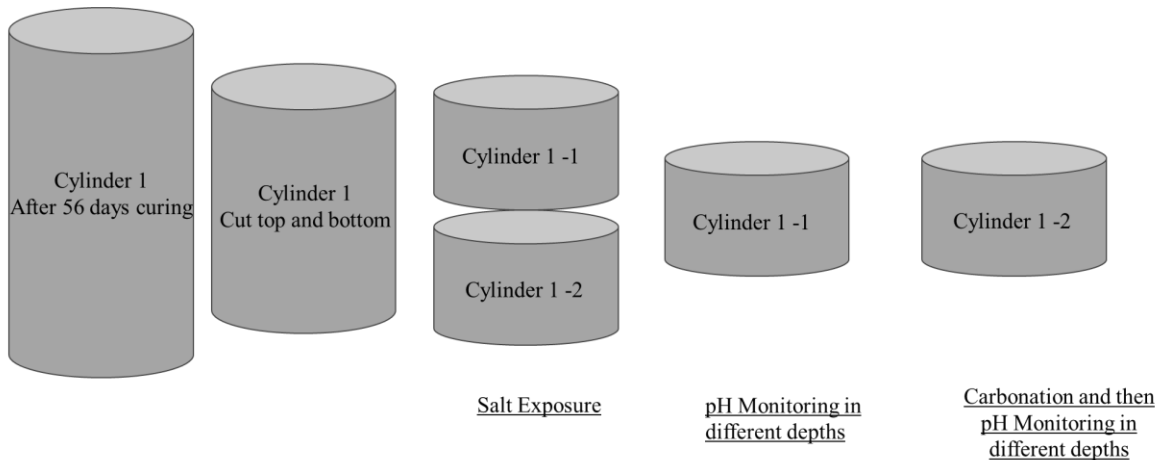 Cylinder 1
After 56 days curing
Cylinder 1
Cut top and bottom
Cylinder 1 -1
Cylinder 1 -2
Cylinder 1 -1
Cylinder 1 -2
Salt Exposure
pH Monitoring in
different depths
Carbonation and then
pH Monitoring in
different depths